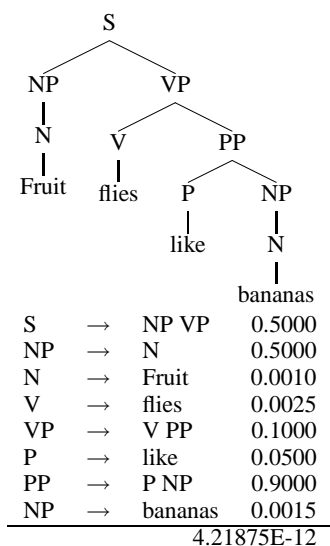 S
NP VP
N V PP
Fruit flies P NP
like N
bananas
S → NP VP 0.5000
NP → N 0.5000
N → Fruit 0.0010
V → flies 0.0025
VP → V PP 0.1000
P → like 0.0500
PP → P NP 0.9000
NP → bananas 0.0015
4.21875E-12